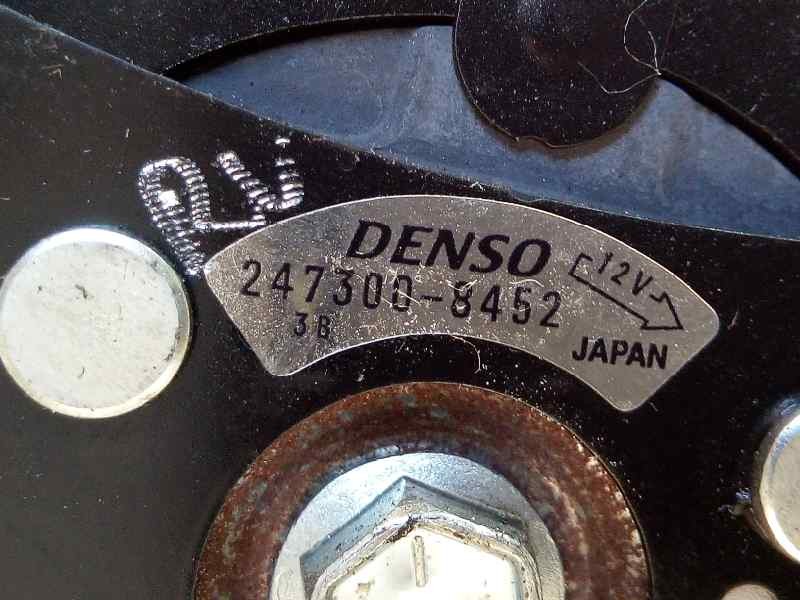 DENSO
247300-8452
12V
3B
JAPAN